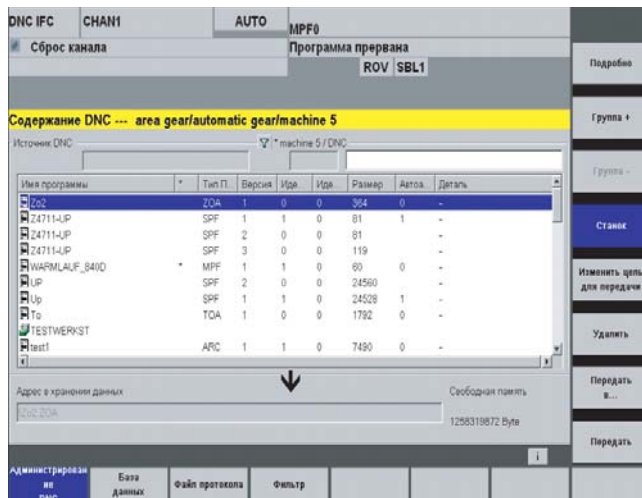 DNC IFC CHAN1 AUTO MPF0
Сброс канала Программа прервана
ROV SBL1
Содержание DNC --- area gear/automatic gear/machine 5
Источник DNC * machine 5 / DNC
Имя программы * Тип П... Версия Иде... Иде... Размер Автоа... Деталь
Zo2 ZOA 1 0 0 364 0 -
Z4711-UP SPF 1 1 0 81 1 -
Z4711-UP SPF 2 0 0 81 -
Z4711-UP SPF 3 0 0 119 -
WARMLAUF_840D * MPF 1 1 0 60 0 -
UP SPF 2 0 0 24560 -
Up SPF 1 1 0 24528 1 -
To TOA 1 0 0 1792 0 -
TESTWERKST
test1 ARC 1 1 0 7490 0 -
Адрес в хранении данных Свободная память
\Zo2.ZOA
1258319872 Byte
i
Подробно
Группа +
Группа -
Станок
Изменить цель
для передачи
Удалить
Передать
в...
Передать
Администрирован
ие
DNC
База
данных
Файл протокола
Фильтр